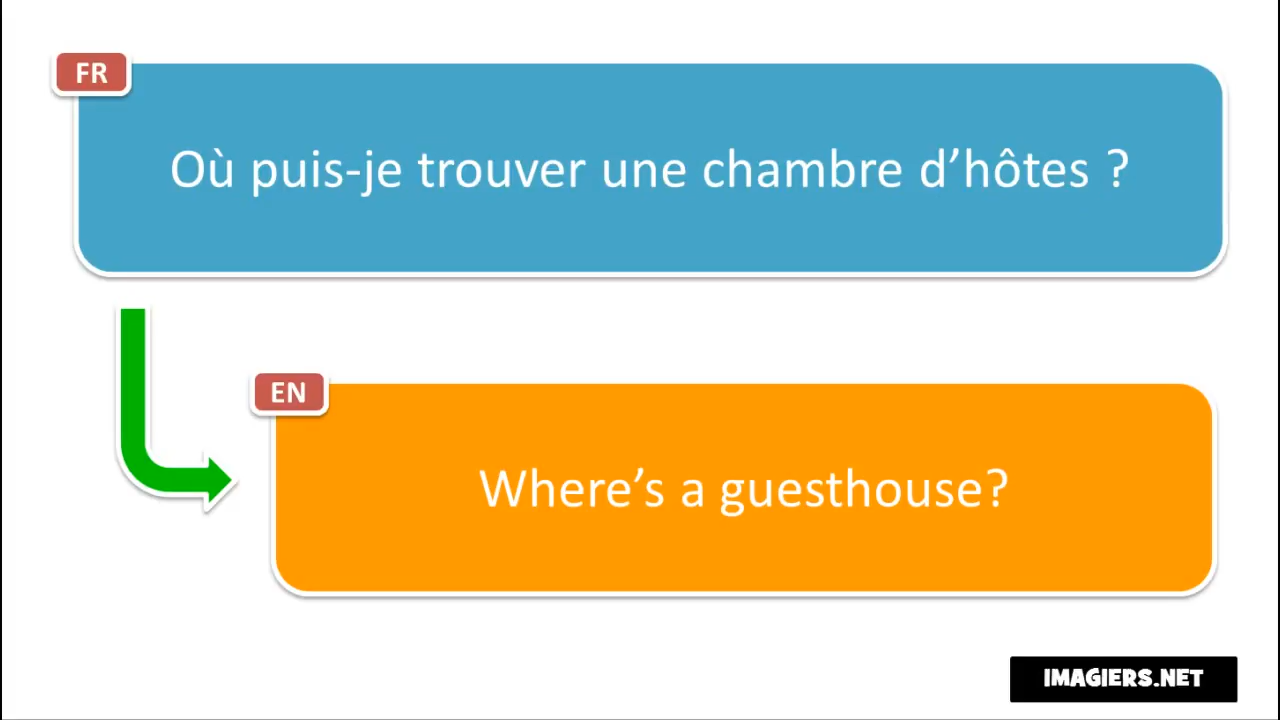 FR
Où puis-je trouver une chambre d’hôtes ?
EN
Where’s a guesthouse?
IMAGIERS.NET